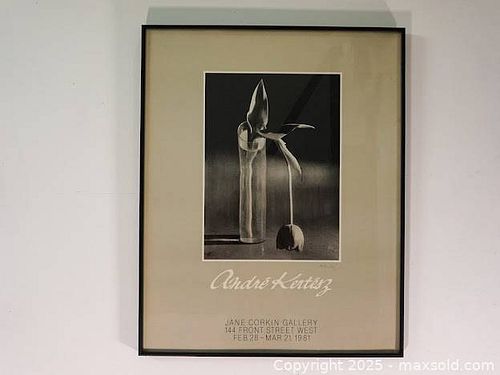 André Kertész
JANE CORKIN GALLERY
144 FRONT STREET WEST
FEB 28 - MAR 21 1981
Copyright 2025 - maxsold.com